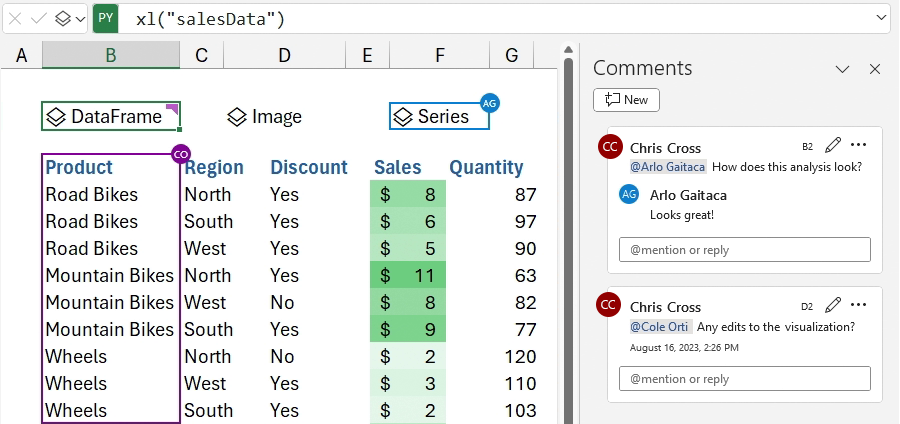 PY xl("salesData")
A B C D E F G
DataFrame Image Series AG
CO
Product Region Discount Sales Quantity
Road Bikes North Yes $ 8 87
Road Bikes South Yes $ 6 97
Road Bikes West Yes $ 5 90
Mountain Bikes North Yes $ 11 63
Mountain Bikes West No $ 8 82
Mountain Bikes South Yes $ 9 77
Wheels North No $ 2 120
Wheels West Yes $ 3 110
Wheels South Yes $ 2 103
Comments
New
CC Chris Cross B2
@Arlo Gaitaca How does this analysis look?
AG Arlo Gaitaca
Looks great!
@mention or reply
CC Chris Cross D2
@Cole Orti Any edits to the visualization?
August 16, 2023, 2:26 PM
@mention or reply